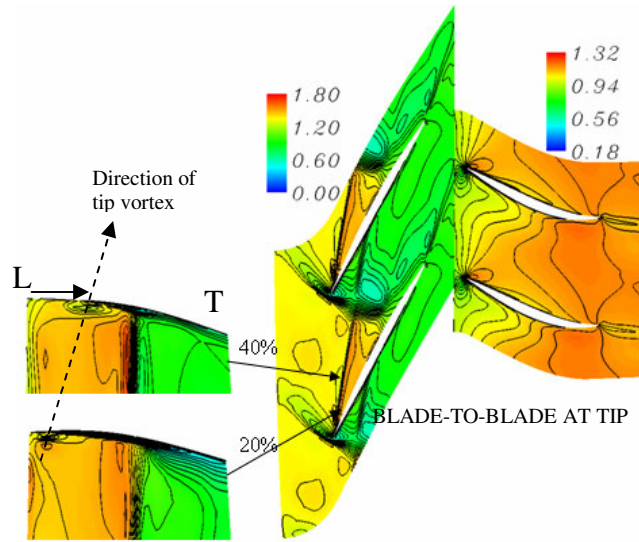 1.80
1.20
0.60
0.00
1.32
0.94
0.56
0.18
Direction of
tip vortex
L
T
40%
20%
BLADE-TO-BLADE AT TIP